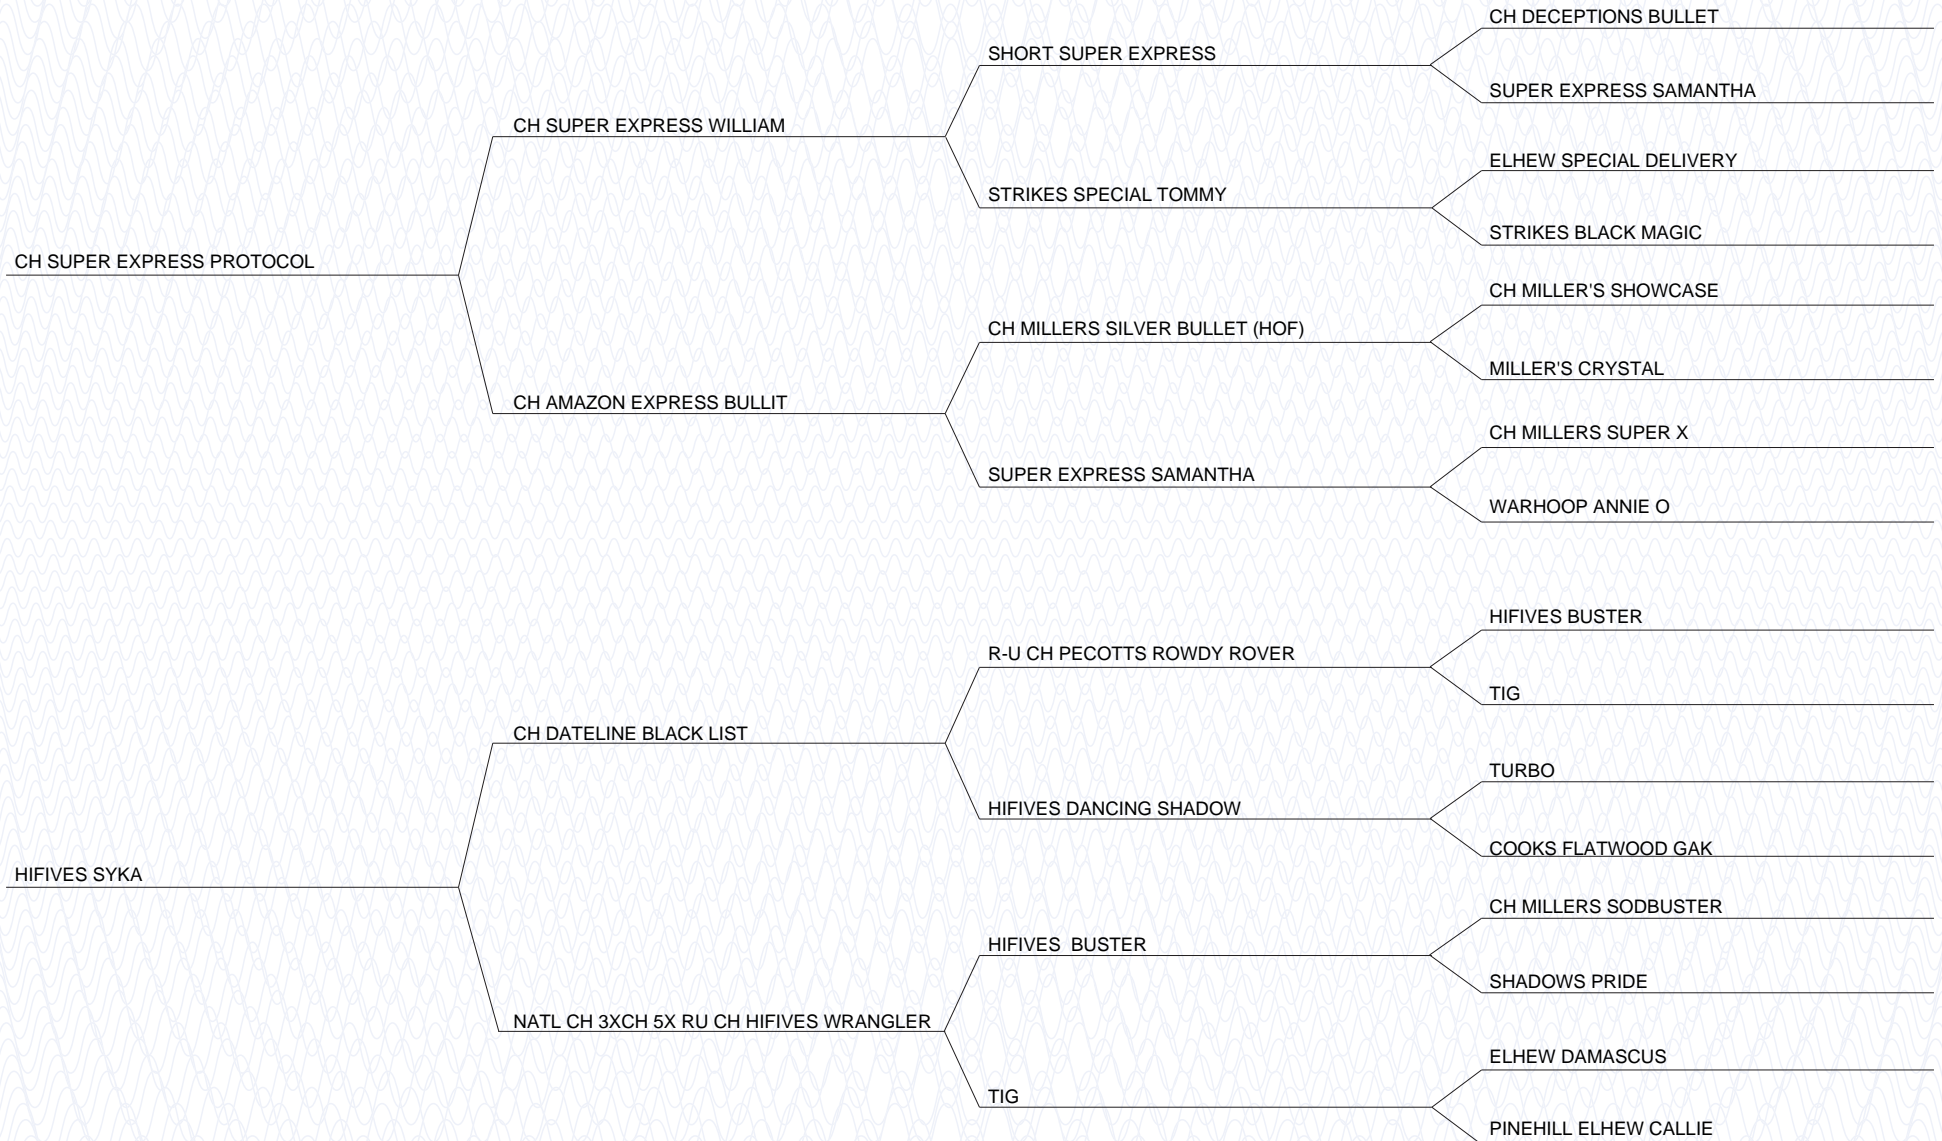 CH SUPER EXPRESS PROTOCOL
CH SUPER EXPRESS WILLIAM
SHORT SUPER EXPRESS
CH DECEPTIONS BULLET
SUPER EXPRESS SAMANTHA
STRIKES SPECIAL TOMMY
ELHEW SPECIAL DELIVERY
STRIKES BLACK MAGIC
CH AMAZON EXPRESS BULLIT
CH MILLERS SILVER BULLET (HOF)
CH MILLER'S SHOWCASE
MILLER'S CRYSTAL
SUPER EXPRESS SAMANTHA
CH MILLERS SUPER X
WARHOOP ANNIE O
HIFIVES SYKA
CH DATELINE BLACK LIST
R-U CH PECOTTS ROWDY ROVER
HIFIVES BUSTER
TIG
HIFIVES DANCING SHADOW
TURBO
COOKS FLATWOOD GAK
NATL CH 3XCH 5X RU CH HIFIVES WRANGLER
HIFIVES  BUSTER
CH MILLERS SODBUSTER
SHADOWS PRIDE
TIG
ELHEW DAMASCUS
PINEHILL ELHEW CALLIE